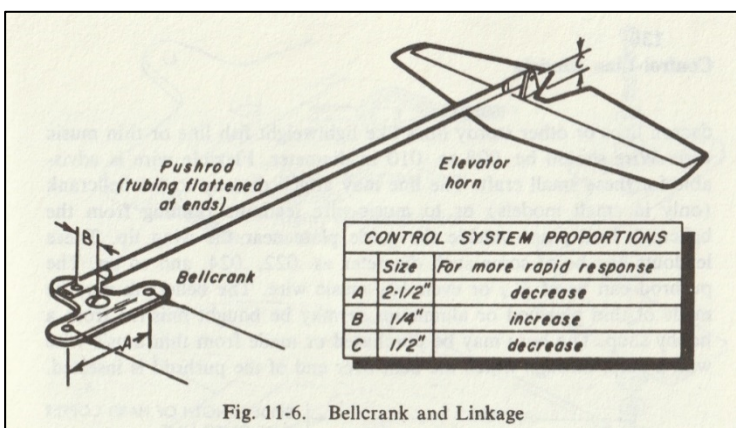 C
Pushrod
(tubing flattened
at ends)
Elevator
horn
B
Bellcrank
A
CONTROL SYSTEM PROPORTIONS
Size For more rapid response
A 2-1/2" decrease
B 1/4" increase
C 1/2" decrease
Fig. 11-6. Bellcrank and Linkage